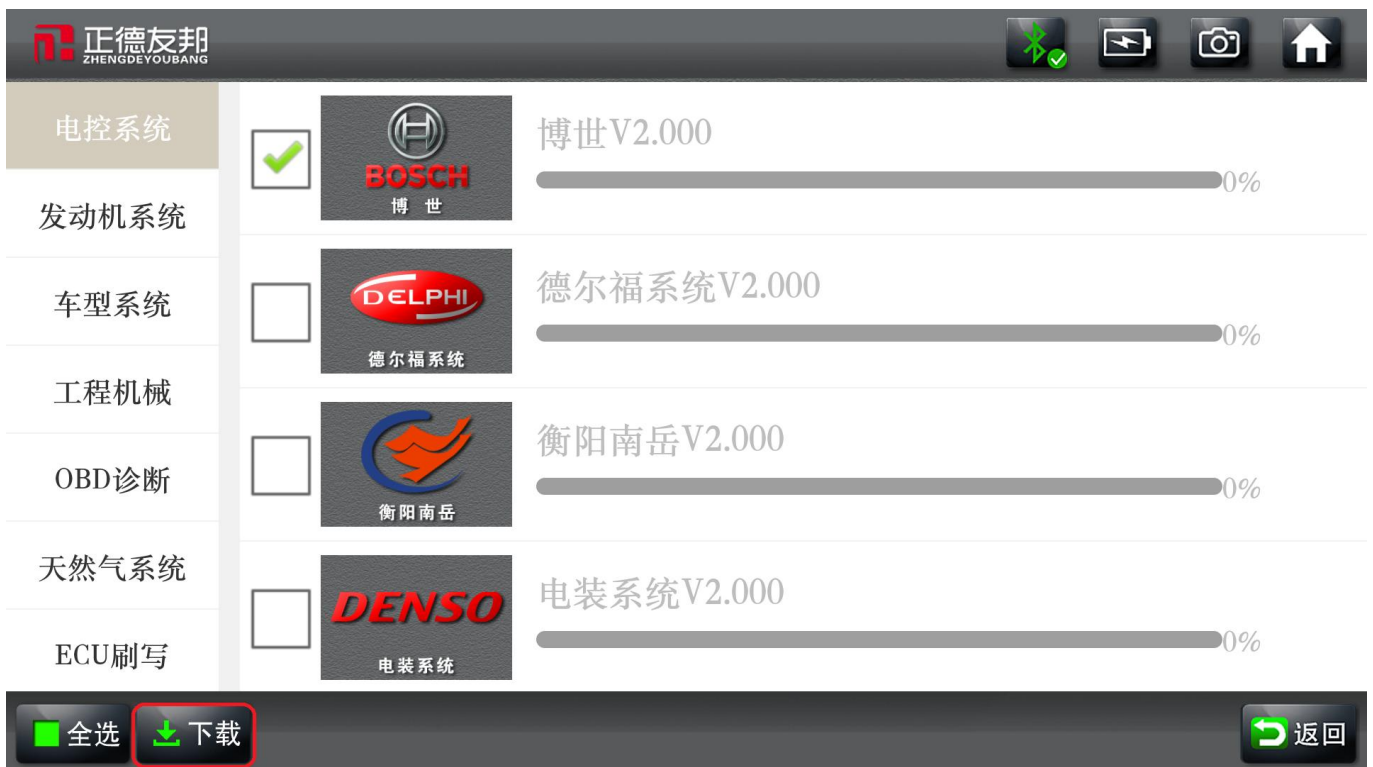 正德友邦
ZHENGDEYOUBANG
电控系统
发动机系统
车型系统
工程机械
OBD诊断
天然气系统
ECU刷写
BOSCH
博世
博世V2.000
0%
DELPHI
德尔福系统
德尔福系统V2.000
0%
衡阳南岳
衡阳南岳V2.000
0%
DENSO
电装系统
电装系统V2.000
0%
全选
下载
返回